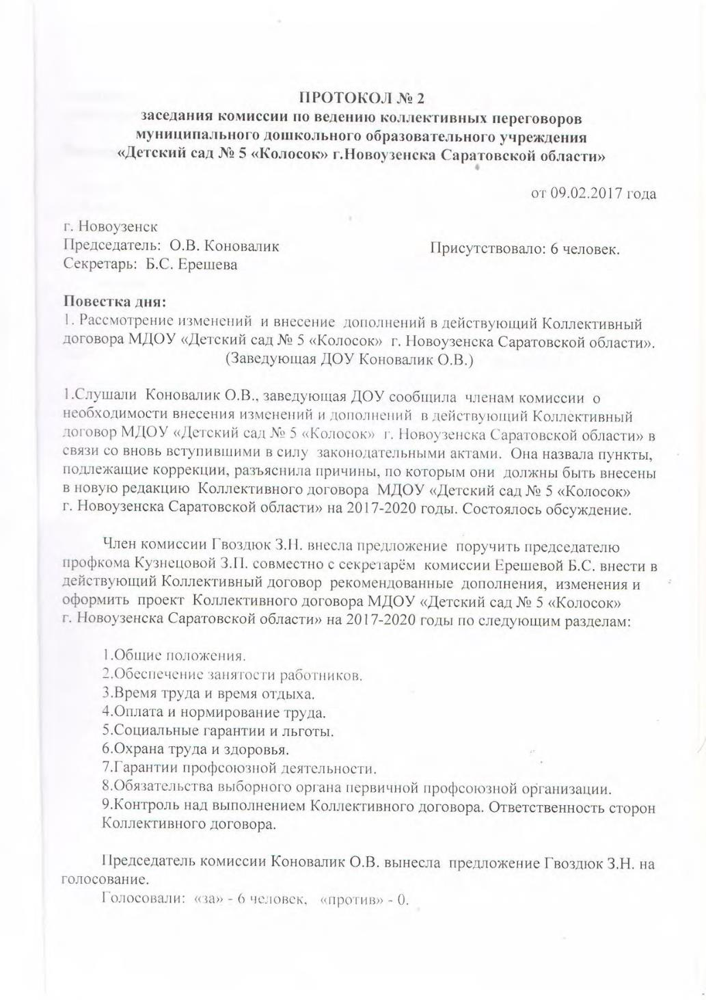 ПРОТОКОЛ № 2
заседания комиссии по ведению коллективных переговоров
муниципального дошкольного образовательного учреждения
«Детский сад № 5 «Колосок» г.Новоузенска Саратовской области»
от 09.02.2017 года
г. Новоузенск
Председатель:  О.В. Коновалик
Присутствовало: 6 человек.
Секретарь:  Б.С. Ерешева
Повестка дня:
1. Рассмотрение изменений  и внесение  дополнений в действующий Коллективный
договора МДОУ «Детский сад № 5 «Колосок»  г. Новоузенска Саратовской области».
(Заведующая ДОУ Коновалик О.В.)
1.Слушали  Коновалик О.В., заведующая ДОУ сообщила  членам комиссии  о
необходимости внесения изменений и дополнений  в действующий Коллективный
договор МДОУ «Детский сад № 5 «Колосок»  г. Новоузенска Саратовской области» в
связи со вновь вступившими в силу  законодательными актами.  Она назвала пункты,
подлежащие коррекции, разъяснила причины, по которым они  должны быть внесены
в новую редакцию  Коллективного договора  МДОУ «Детский сад № 5 «Колосок»
г. Новоузенска Саратовской области» на 2017-2020 годы. Состоялось обсуждение.
Член комиссии Гвоздюк З.Н. внесла предложение  поручить председателю
профкома Кузнецовой З.П. совместно с секретарём  комиссии Ерешевой Б.С. внести в
действующий Коллективный договор  рекомендованные  дополнения,  изменения и
оформить  проект  Коллективного договора МДОУ «Детский сад № 5 «Колосок»
г. Новоузенска Саратовской области» на 2017-2020 годы по следующим разделам:
1.Общие положения.
2.Обеспечение занятости работников.
3.Время труда и время отдыха.
4.Оплата и нормирование труда.
5.Социальные гарантии и льготы.
6.Охрана труда и здоровья.
7.Гарантии профсоюзной деятельности.
8.Обязательства выборного органа первичной профсоюзной организации.
9.Контроль над выполнением Коллективного договора. Ответственность сторон
Коллективного договора.
Председатель комиссии Коновалик О.В. вынесла  предложение Гвоздюк З.Н. на
голосование.
Голосовали:  «за» - 6 человек,   «против» - 0.